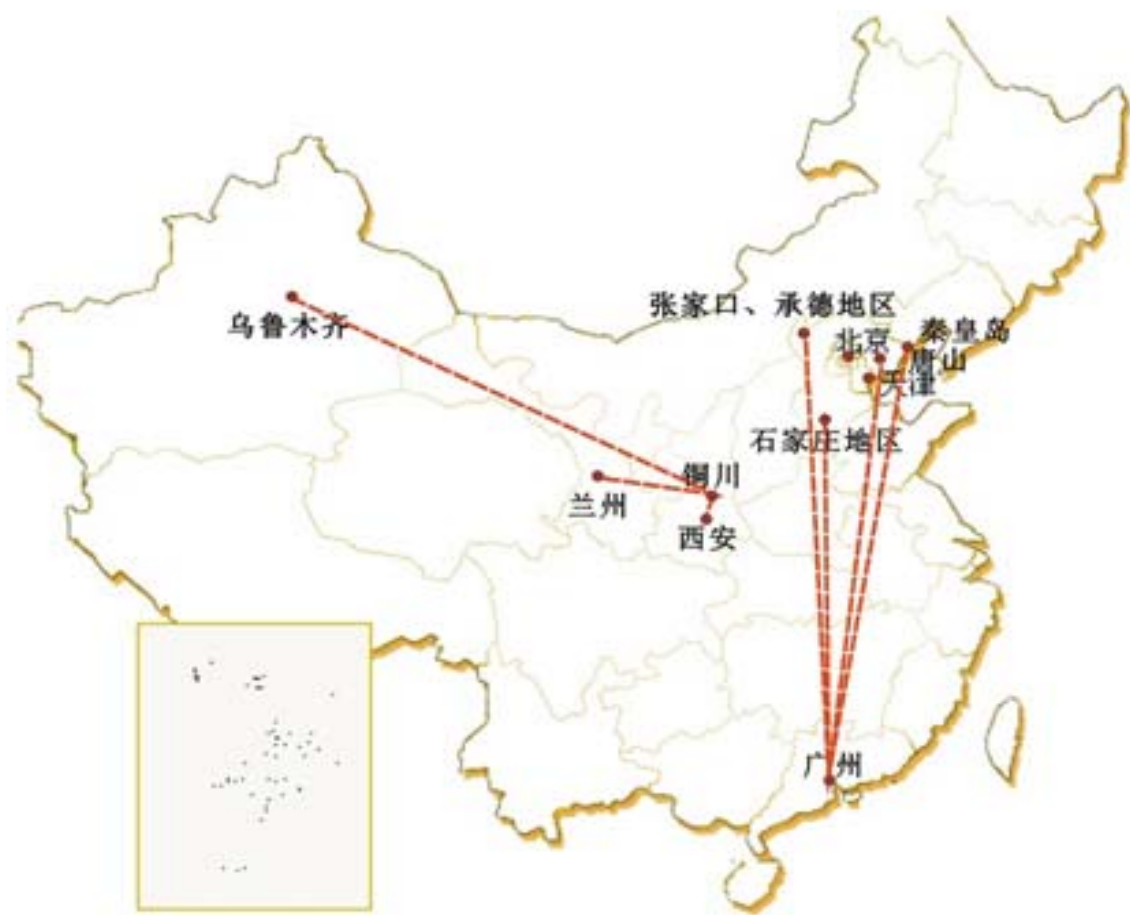 张家口、承德地区
乌鲁木齐
北京
秦皇岛
唐山
天津
石家庄地区
铜川
兰州
西安
广州